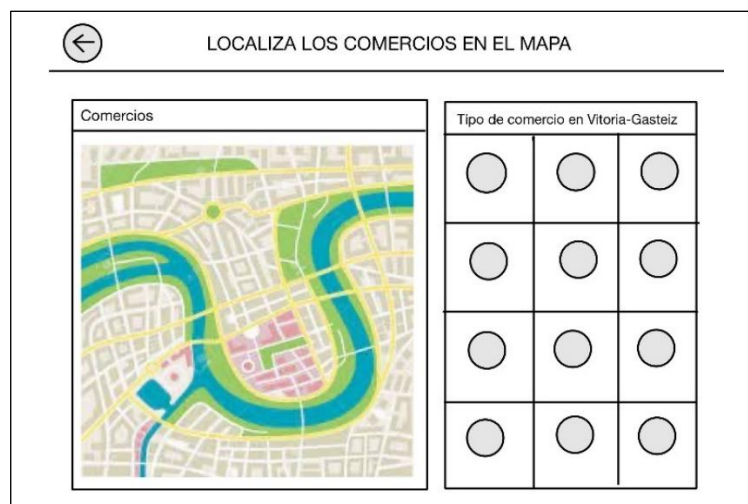 LOCALIZA LOS COMERCIOS EN EL MAPA
Comercios
Tipo de comercio en Vitoria-Gasteiz